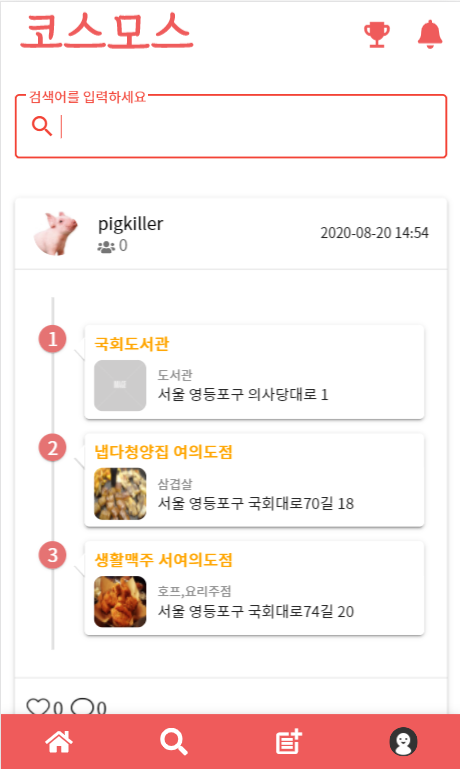 코스모스
검색어를 입력하세요
pigkiller
0
2020-08-20 14:54
1
국회도서관
도서관
서울 영등포구 의사당대로 1
2
냅다청양집 여의도점
삼겹살
서울 영등포구 국회대로70길 18
3
생활맥주 서여의도점
호프,요리주점
서울 영등포구 국회대로74길 20
0 0